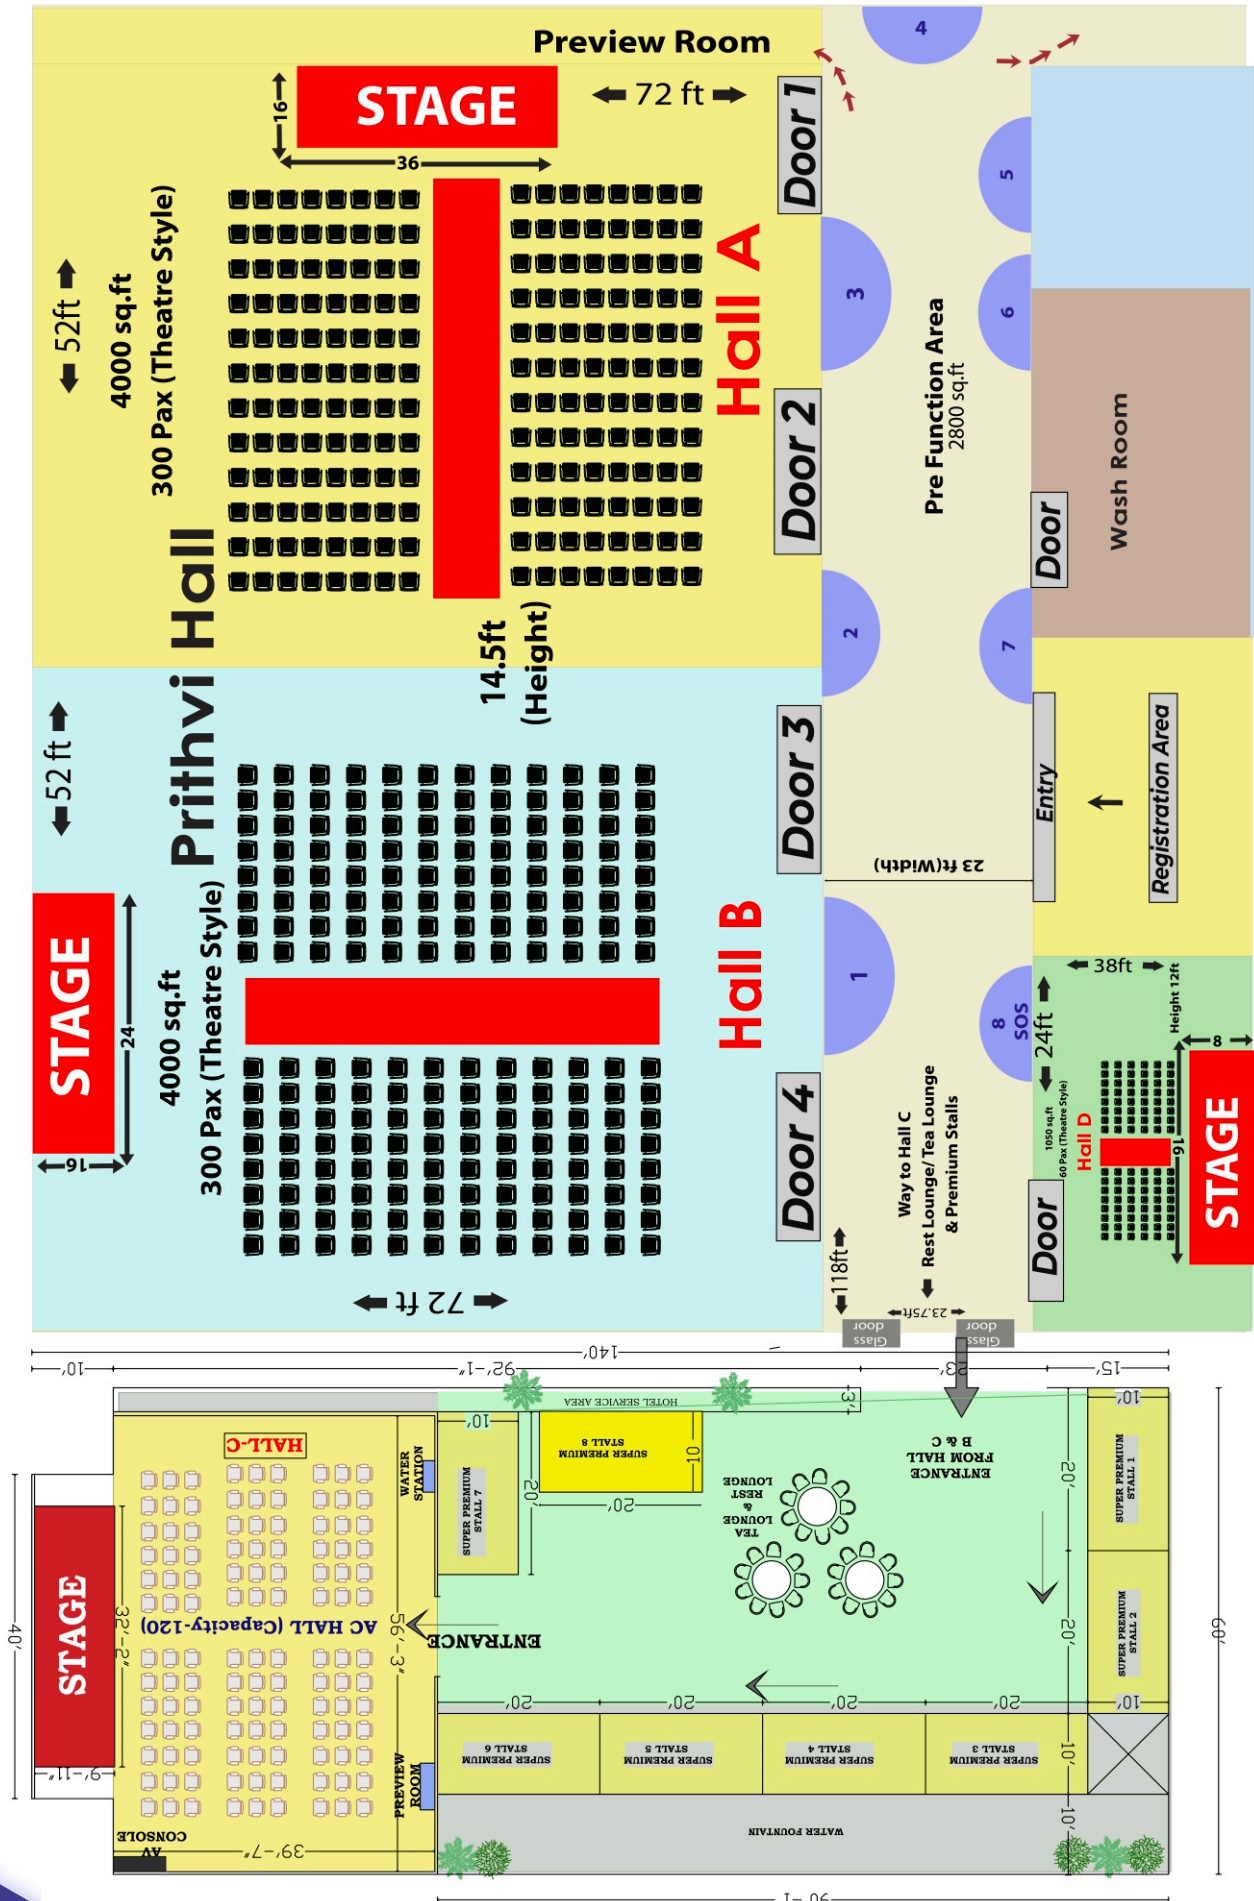 Preview Room
4
STAGE
16
36
72 ft
Door 1
52ft
4000 sq.ft
300 Pax (Theatre Style)
Hall A
3
5
6
Pre Function Area
2800 sq.ft
Door 2
Wash Room
Door
Prithvi Hall
14.5ft
(Height)
2
7
52 ft
Door 3
Entry
Registration Area
23 ft(Width)
STAGE
24
16
4000 sq.ft
300 Pax (Theatre Style)
Hall B
1
8
SOS
24ft
38ft
Height 12ft
8
1050 sq.ft
60 Pax (Theatre Style)
Hall D
16
STAGE
Door 4
Way to Hall C
Rest Lounge/ Tea Lounge
& Premium Stalls
Door
72 ft
118ft
23.75ft
Glass
door
Glass
door
140'
10'
92'-1"
23'
15'
HOTEL SERVICE AREA
3'
10'
HALL-C
WATER
STATION
10'
SUPER PREMIUM
STALL 7
20'
SUPER PREMIUM
STALL 8
10
20'
TEA
LOUNGE
&
REST
LOUNGE
ENTRANCE
FROM HALL
B & C
20'
SUPER PREMIUM
STALL 1
STAGE
40'
32'-2"
9'-11"
AC HALL (Capacity-120)
56'-3"
ENTRANCE
20'
SUPER PREMIUM
STALL 2
60'
20'
20'
20'
20'
10'
PREVIEW
ROOM
SUPER PREMIUM
STALL 6
SUPER PREMIUM
STALL 5
SUPER PREMIUM
STALL 4
SUPER PREMIUM
STALL 3
10'
10'
WATER FOUNTAIN
AV
CONSOLE
39'-7"
90'-1